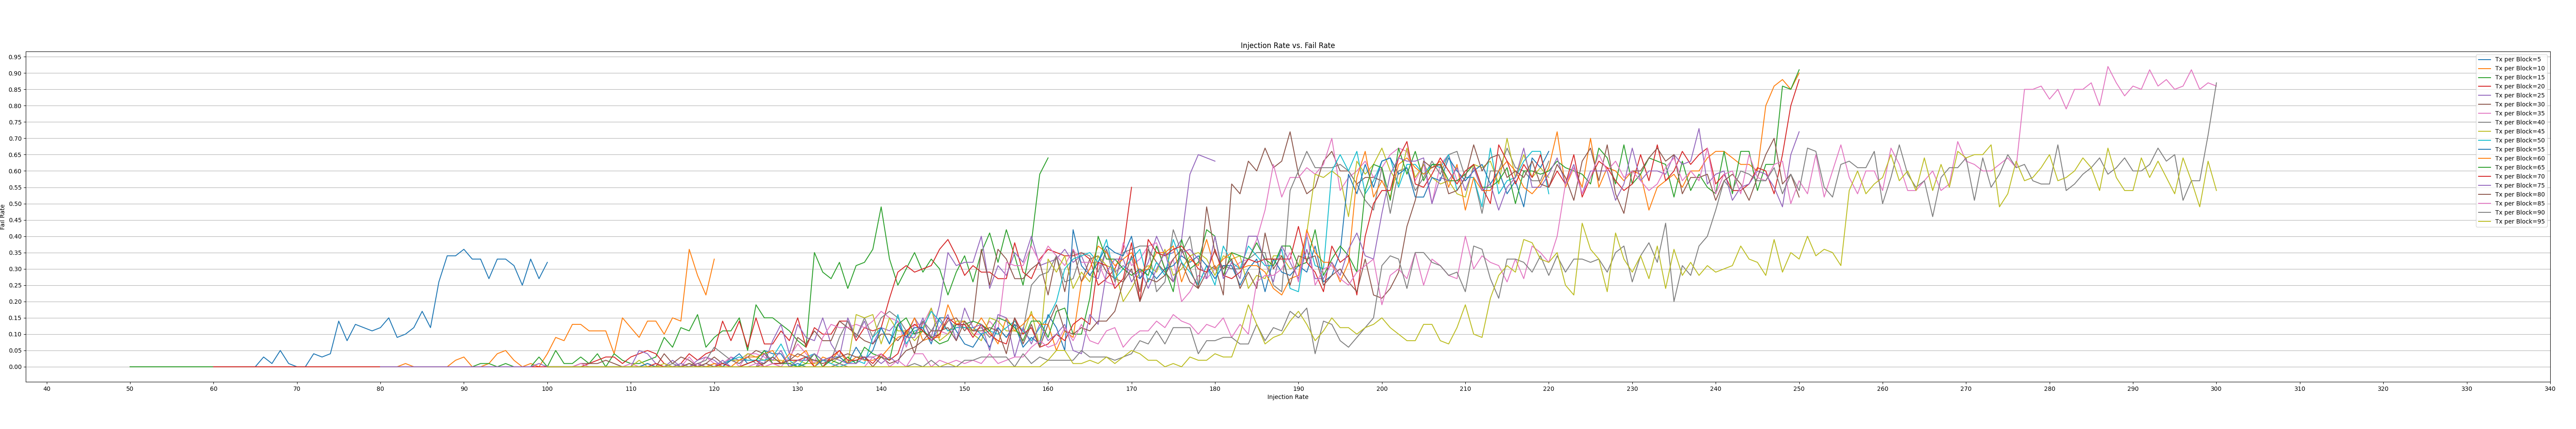 Injection Rate vs. Fail Rate
0.95
0.90
0.85
0.80
0.75
0.70
0.65
0.60
0.55
0.50
0.45
0.40
0.35
0.30
0.25
0.20
0.15
0.10
0.05
0.00
Fail Rate
Tx per Block=5
Tx per Block=10
Tx per Block=15
Tx per Block=20
Tx per Block=25
Tx per Block=30
Tx per Block=35
Tx per Block=40
Tx per Block=45
Tx per Block=50
Tx per Block=55
Tx per Block=60
Tx per Block=65
Tx per Block=70
Tx per Block=75
Tx per Block=80
Tx per Block=85
Tx per Block=90
Tx per Block=95
40 50 60 70 80 90 100 110 120 130 140 150 160 170 180 190 200 210 220 230 240 250 260 270 280 290 300 310 320 330 340
Injection Rate